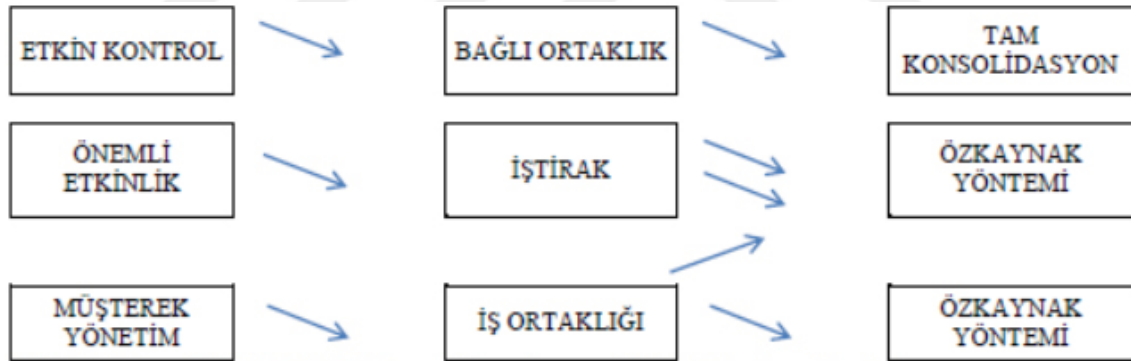 ETKİN KONTROL
BAĞLI ORTAKLIK
TAM
KONSOLİDASYON
ÖNEMLİ
ETKİNLİK
İŞTİRAK
ÖZKAYNAK
YÖNTEMİ
MÜŞTEREK
YÖNETİM
İŞ ORTAKLIĞI
ÖZKAYNAK
YÖNTEMİ